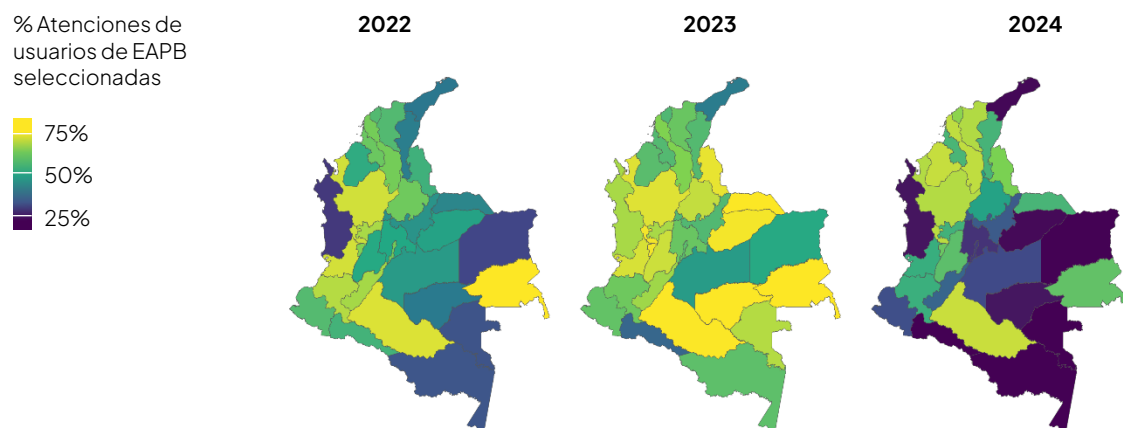 % Atenciones de
usuarios de EAPB
seleccionadas
75%
50%
25%
2022
2023
2024